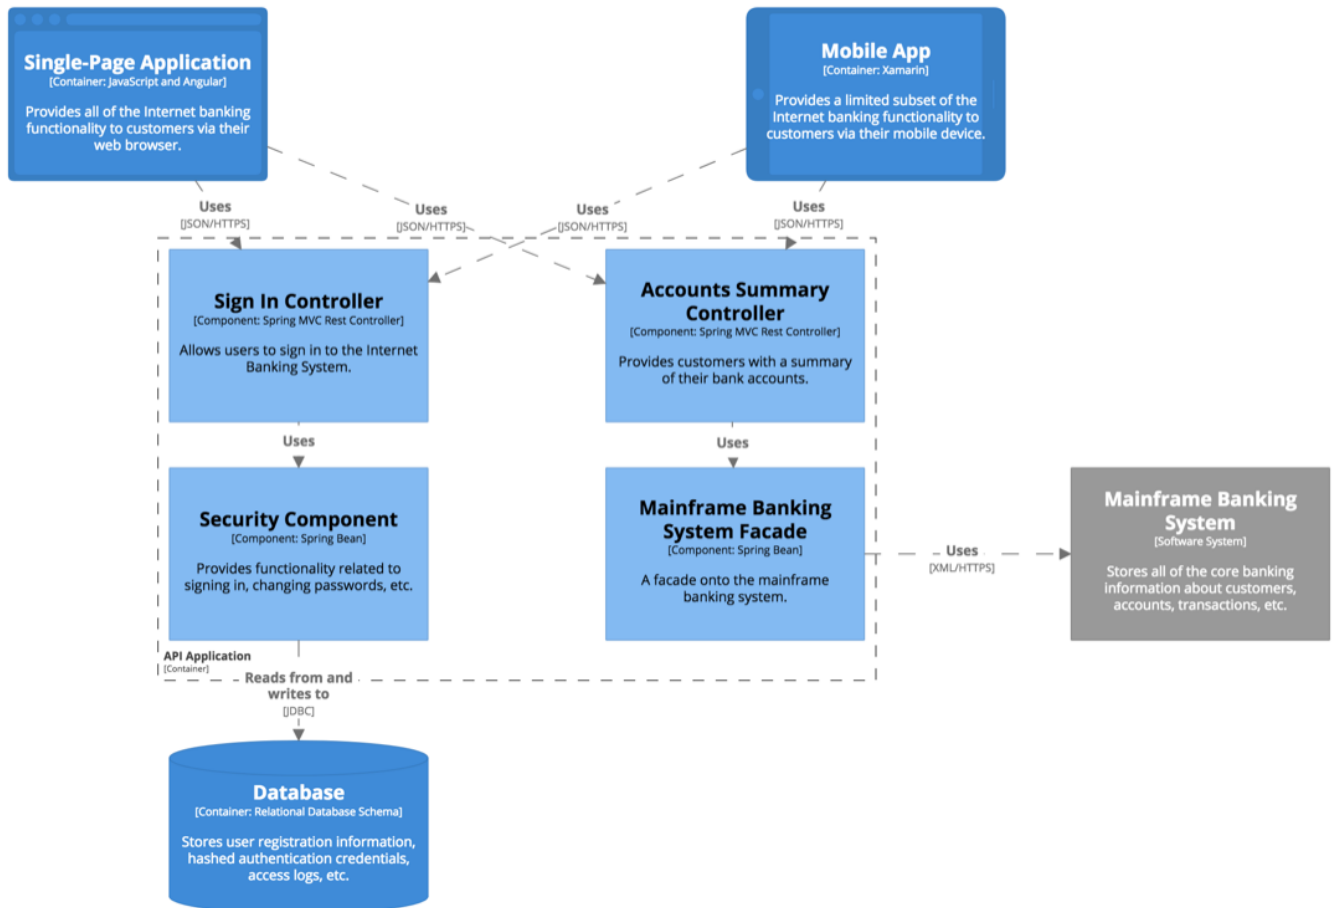 Single-Page Application
[Container: JavaScript and Angular]
Provides all of the Internet banking
functionality to customers via their
web browser.
Mobile App
[Container: Xamarin]
Provides a limited subset of the
Internet banking functionality to
customers via their mobile device.
Uses
[JSON/HTTPS]
Uses
[JSON/HTTPS]
Uses
[JSON/HTTPS]
Uses
[JSON/HTTPS]
Sign In Controller
[Component: Spring MVC Rest Controller]
Allows users to sign in to the Internet
Banking System.
Accounts Summary
Controller
[Component: Spring MVC Rest Controller]
Provides customers with a summary
of their bank accounts.
Uses
Uses
Security Component
[Component: Spring Bean]
Provides functionality related to
signing in, changing passwords, etc.
Mainframe Banking
System Facade
[Component: Spring Bean]
A facade onto the mainframe
banking system.
Uses
[XML/HTTPS]
Mainframe Banking
System
[Software System]
Stores all of the core banking
information about customers,
accounts, transactions, etc.
API Application
[Container]
Reads from and
writes to
[JDBC]
Database
[Container: Relational Database Schema]
Stores user registration information,
hashed authentication credentials,
access logs, etc.